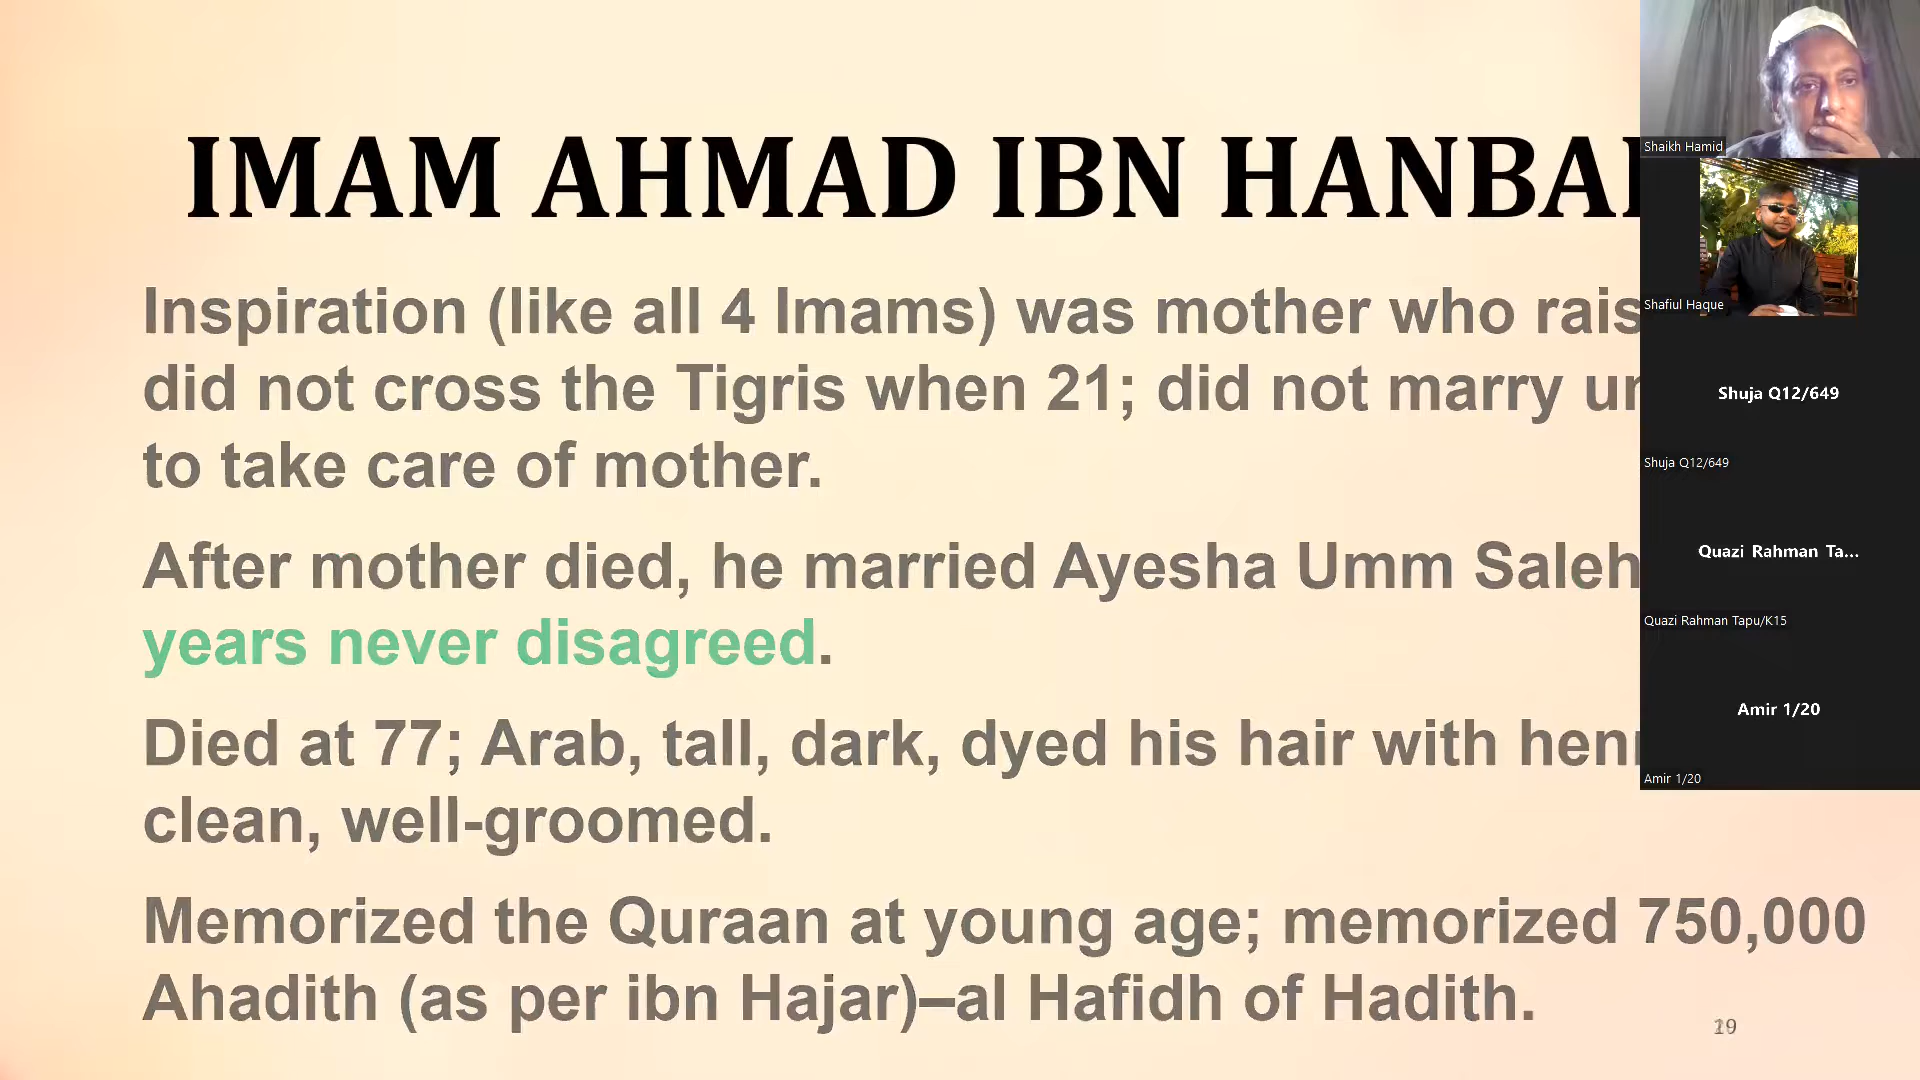 IMAM AHMAD IBN HANBAL
Inspiration (like all 4 Imams) was mother who
did not cross the Tigris when 21; did not marry
to take care of mother.
After mother died, he married Ayesha Umm Saleh
years never disagreed.
Died at 77; Arab, tall, dark, dyed his hair with
clean, well-groomed.
Memorized the Quraan at young age; memorized 750,000
Ahadith (as per ibn Hajar)–al Hafidh of Hadith.
Shaikh Hamid
Shafiul Haque
Shuja Q12/649
Shuja Q12/649
Quazi Rahman Ta...
Quazi Rahman Tapu/K15
Amir 1/20
Amir 1/20